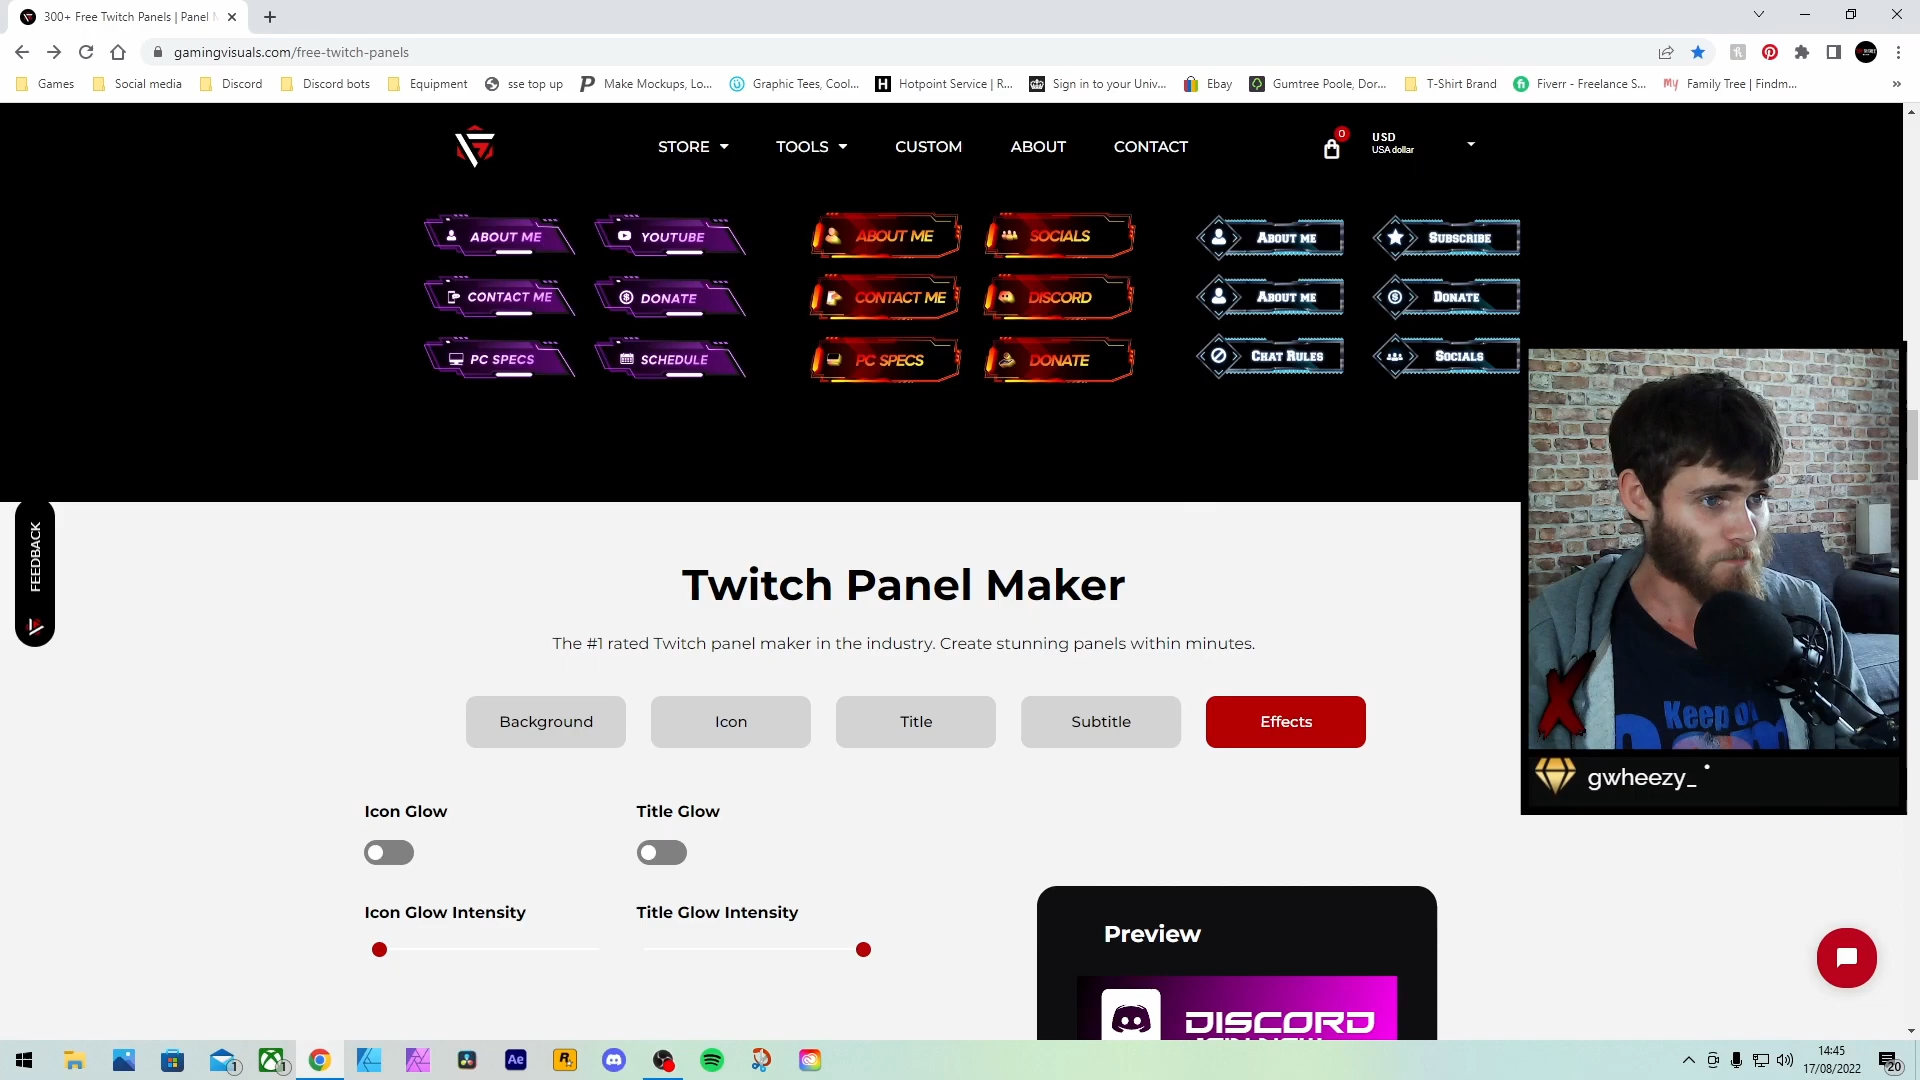 300+ Free Twitch Panels | Panel M
gamingvisuals.com/free-twitch-panels
Games
Social media
Discord
Discord bots
Equipment
sse top up
Make Mockups, Lo...
Graphic Tees, Cool...
Hotpoint Service | R...
Sign in to your Univ...
Ebay
Gumtree Poole, Dor...
T-Shirt Brand
Fiverr - Freelance S...
Family Tree | Findm...
STORE
TOOLS
CUSTOM
ABOUT
CONTACT
0
USD
USA dollar
ABOUT ME
YOUTUBE
ABOUT ME
SOCIALS
ABOUT ME
SUBSCRIBE
CONTACT ME
DONATE
CONTACT ME
DISCORD
ABOUT ME
DONATE
PC SPECS
SCHEDULE
PC SPECS
DONATE
CHAT RULES
SOCIALS
FEEDBACK
Twitch Panel Maker
The #1 rated Twitch panel maker in the industry. Create stunning panels within minutes.
Background
Icon
Title
Subtitle
Effects
Keep on
gwheezy_
Icon Glow
Title Glow
Icon Glow Intensity
Title Glow Intensity
Preview
DISCORD
14:45
17/08/2022
20